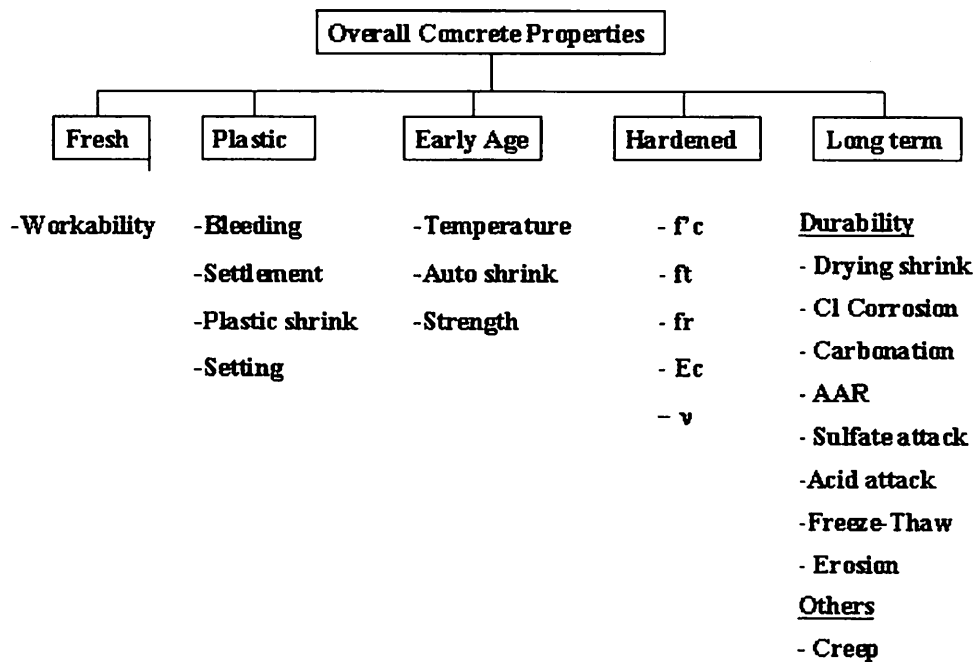 Overall Concrete Properties
Fresh
Plastic
Early Age
Hardened
Long term
-Workability
-Bleeding
-Settlement
-Plastic shrink
-Setting
-Temperature
-Auto shrink
-Strength
- f'c
- ft
- fr
- Ec
- ν
Durability
- Drying shrink
- Cl Corrosion
- Carbonation
- AAR
- Sulfate attack
-Acid attack
-Freeze-Thaw
- Erosion
Others
- Creep